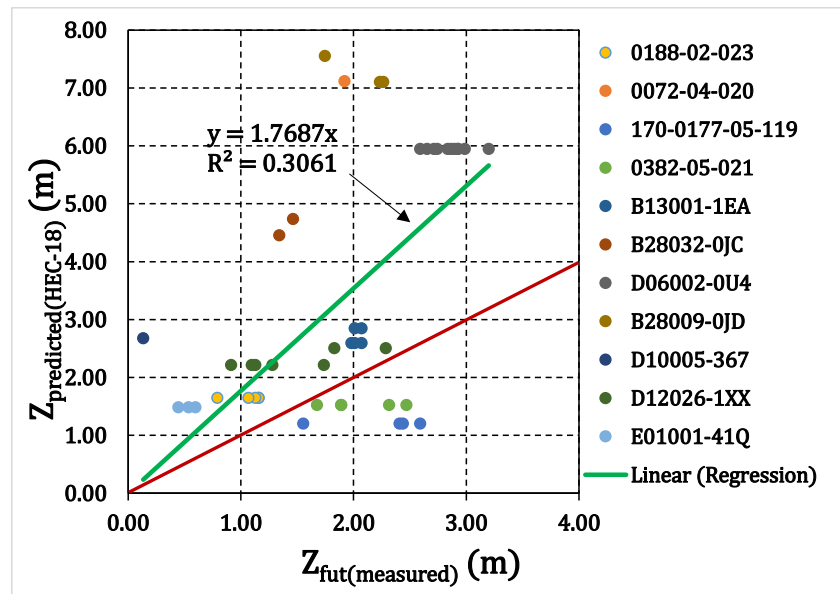 8.00
7.00
6.00
5.00
4.00
3.00
2.00
1.00
0.00
Zpredicted(HEC-18) (m)
y = 1.7687x
R² = 0.3061
0.00 1.00 2.00 3.00 4.00
Zfut(measured) (m)
0188-02-023
0072-04-020
170-0177-05-119
0382-05-021
B13001-1EA
B28032-0JC
D06002-0U4
B28009-0JD
D10005-367
D12026-1XX
E01001-41Q
Linear (Regression)